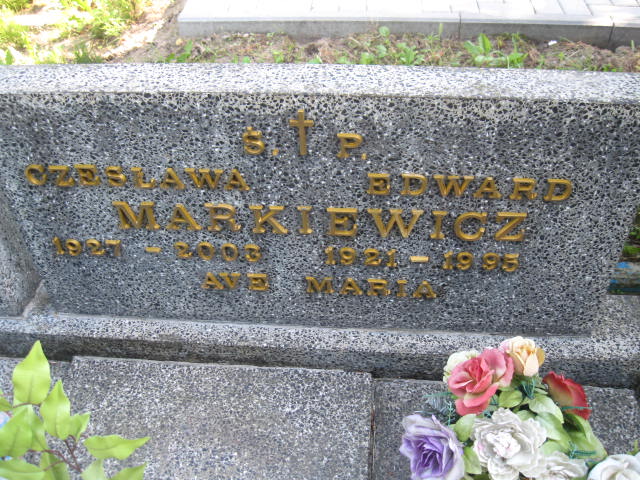 Ś. P.
CZESŁAWA EDWARD
MARKIEWICZ
1927 - 2003 1921 - 1995
AVE MARIA